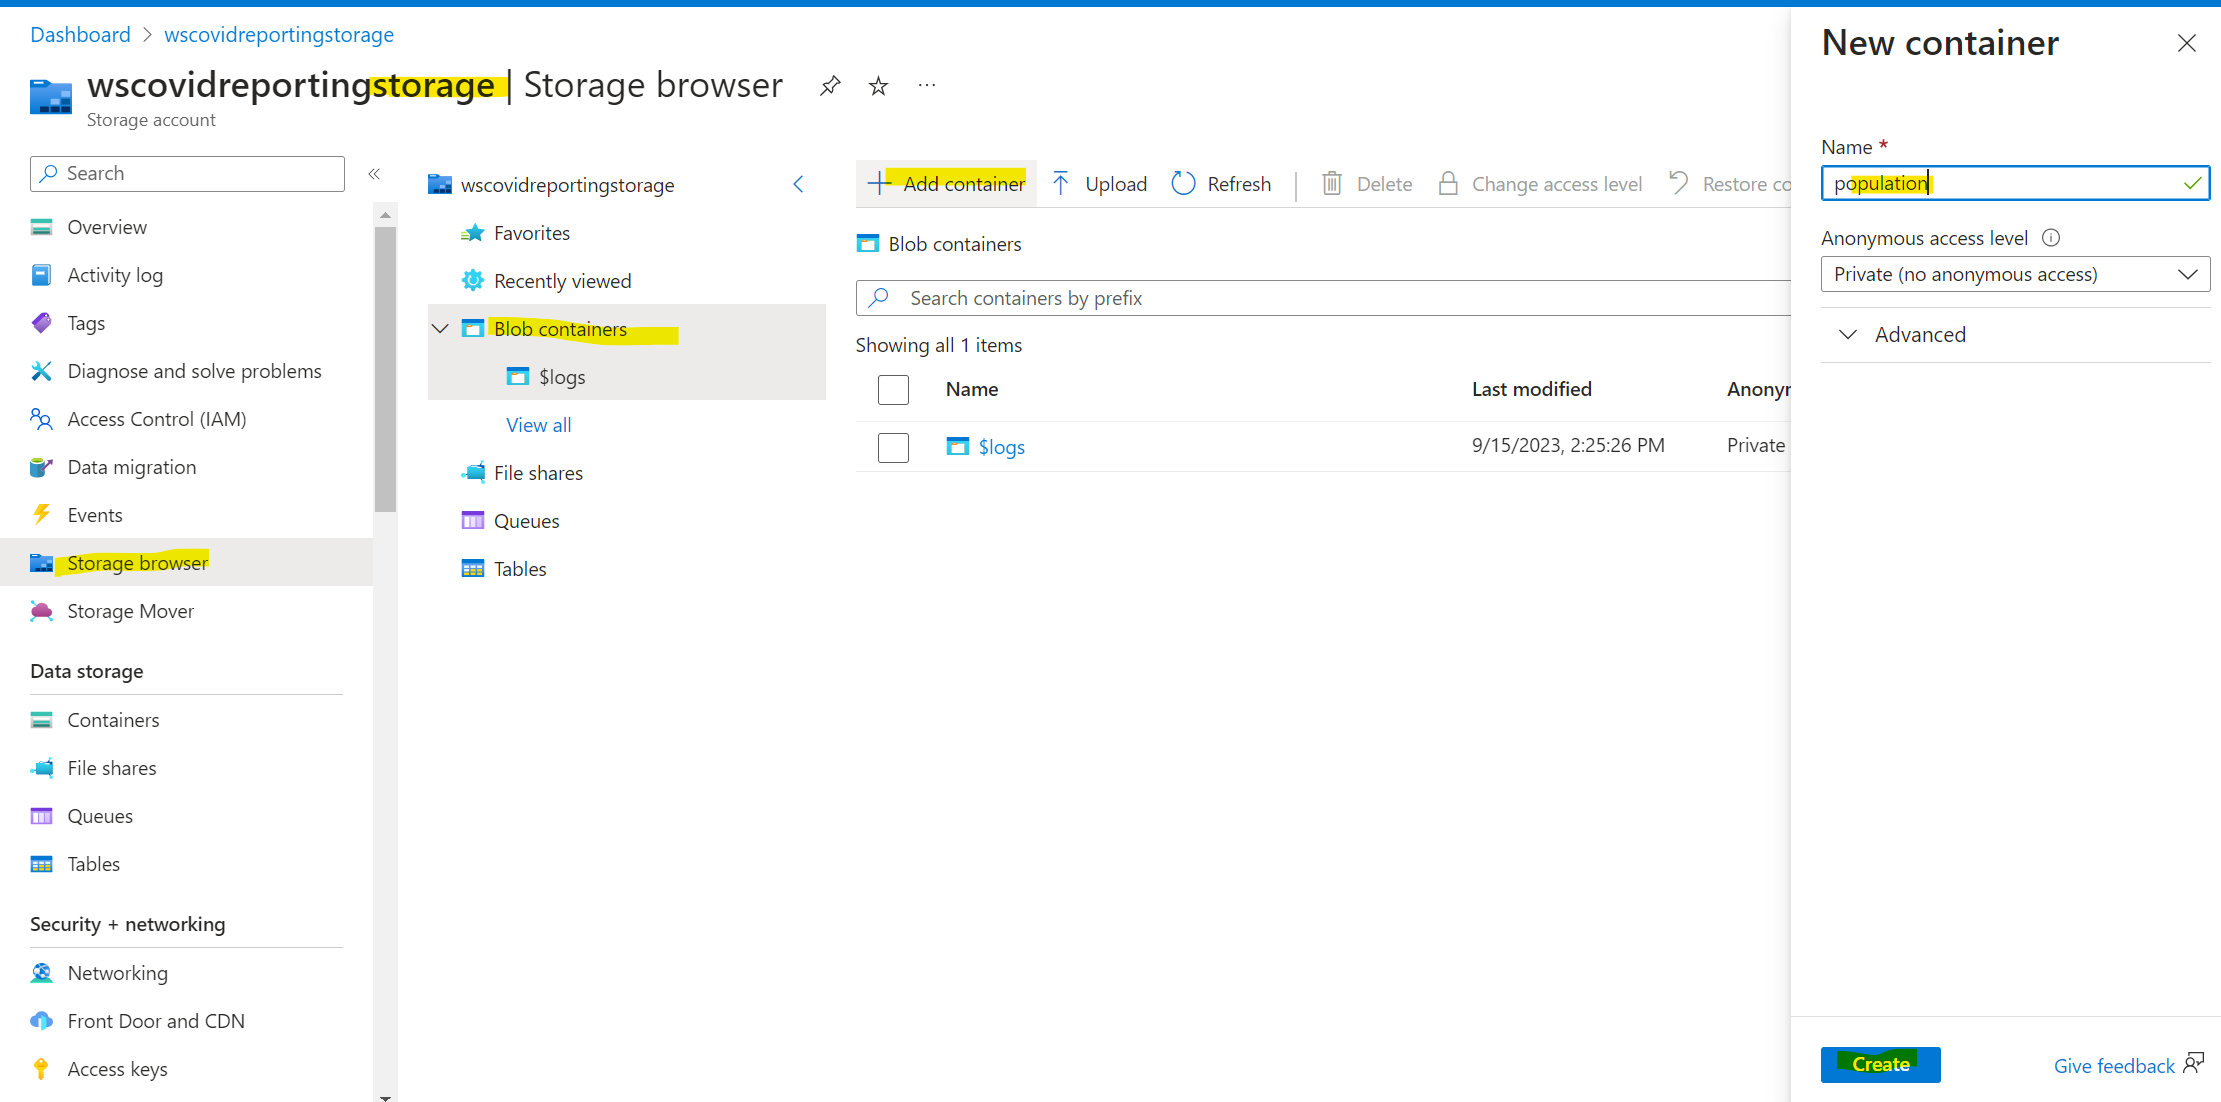 Dashboard > wscovidreportingstorage
wscovidreportingstorage | Storage browser
Storage account
Search
Overview
Activity log
Tags
Diagnose and solve problems
Access Control (IAM)
Data migration
Events
Storage browser
Storage Mover
Data storage
Containers
File shares
Queues
Tables
Security + networking
Networking
Front Door and CDN
Access keys
wscovidreportingstorage
Favorites
Recently viewed
Blob containers
$logs
View all
File shares
Queues
Tables
Add container Upload Refresh Delete Change access level Restore co
Blob containers
Search containers by prefix
Showing all 1 items
Name Last modified Anonyr
$logs 9/15/2023, 2:25:26 PM Private
New container
Name *
population
Anonymous access level
Private (no anonymous access)
Advanced
Create Give feedback